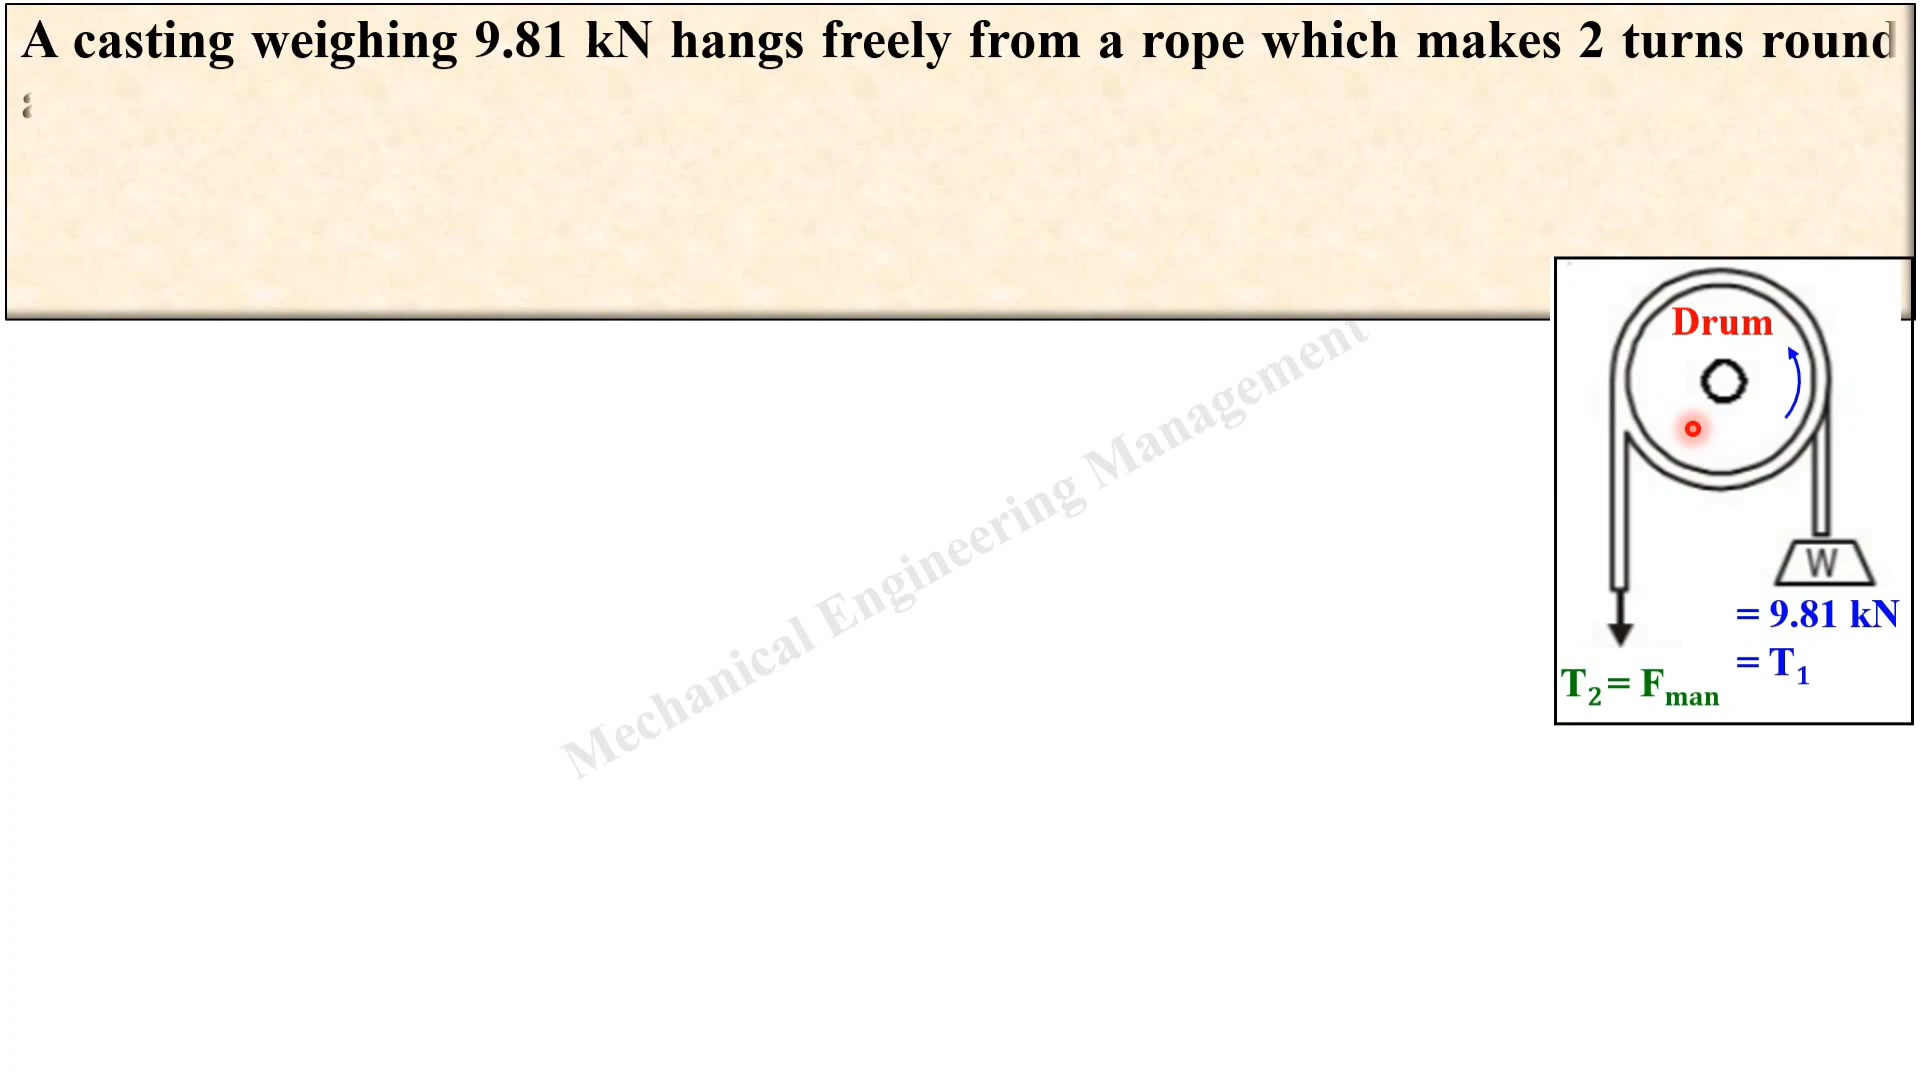 A casting weighing 9.81 kN hangs freely from a rope which makes 2 turns round
Drum
W
= 9.81 kN
= T₁
T₂ = Fman
Mechanical Engineering Management